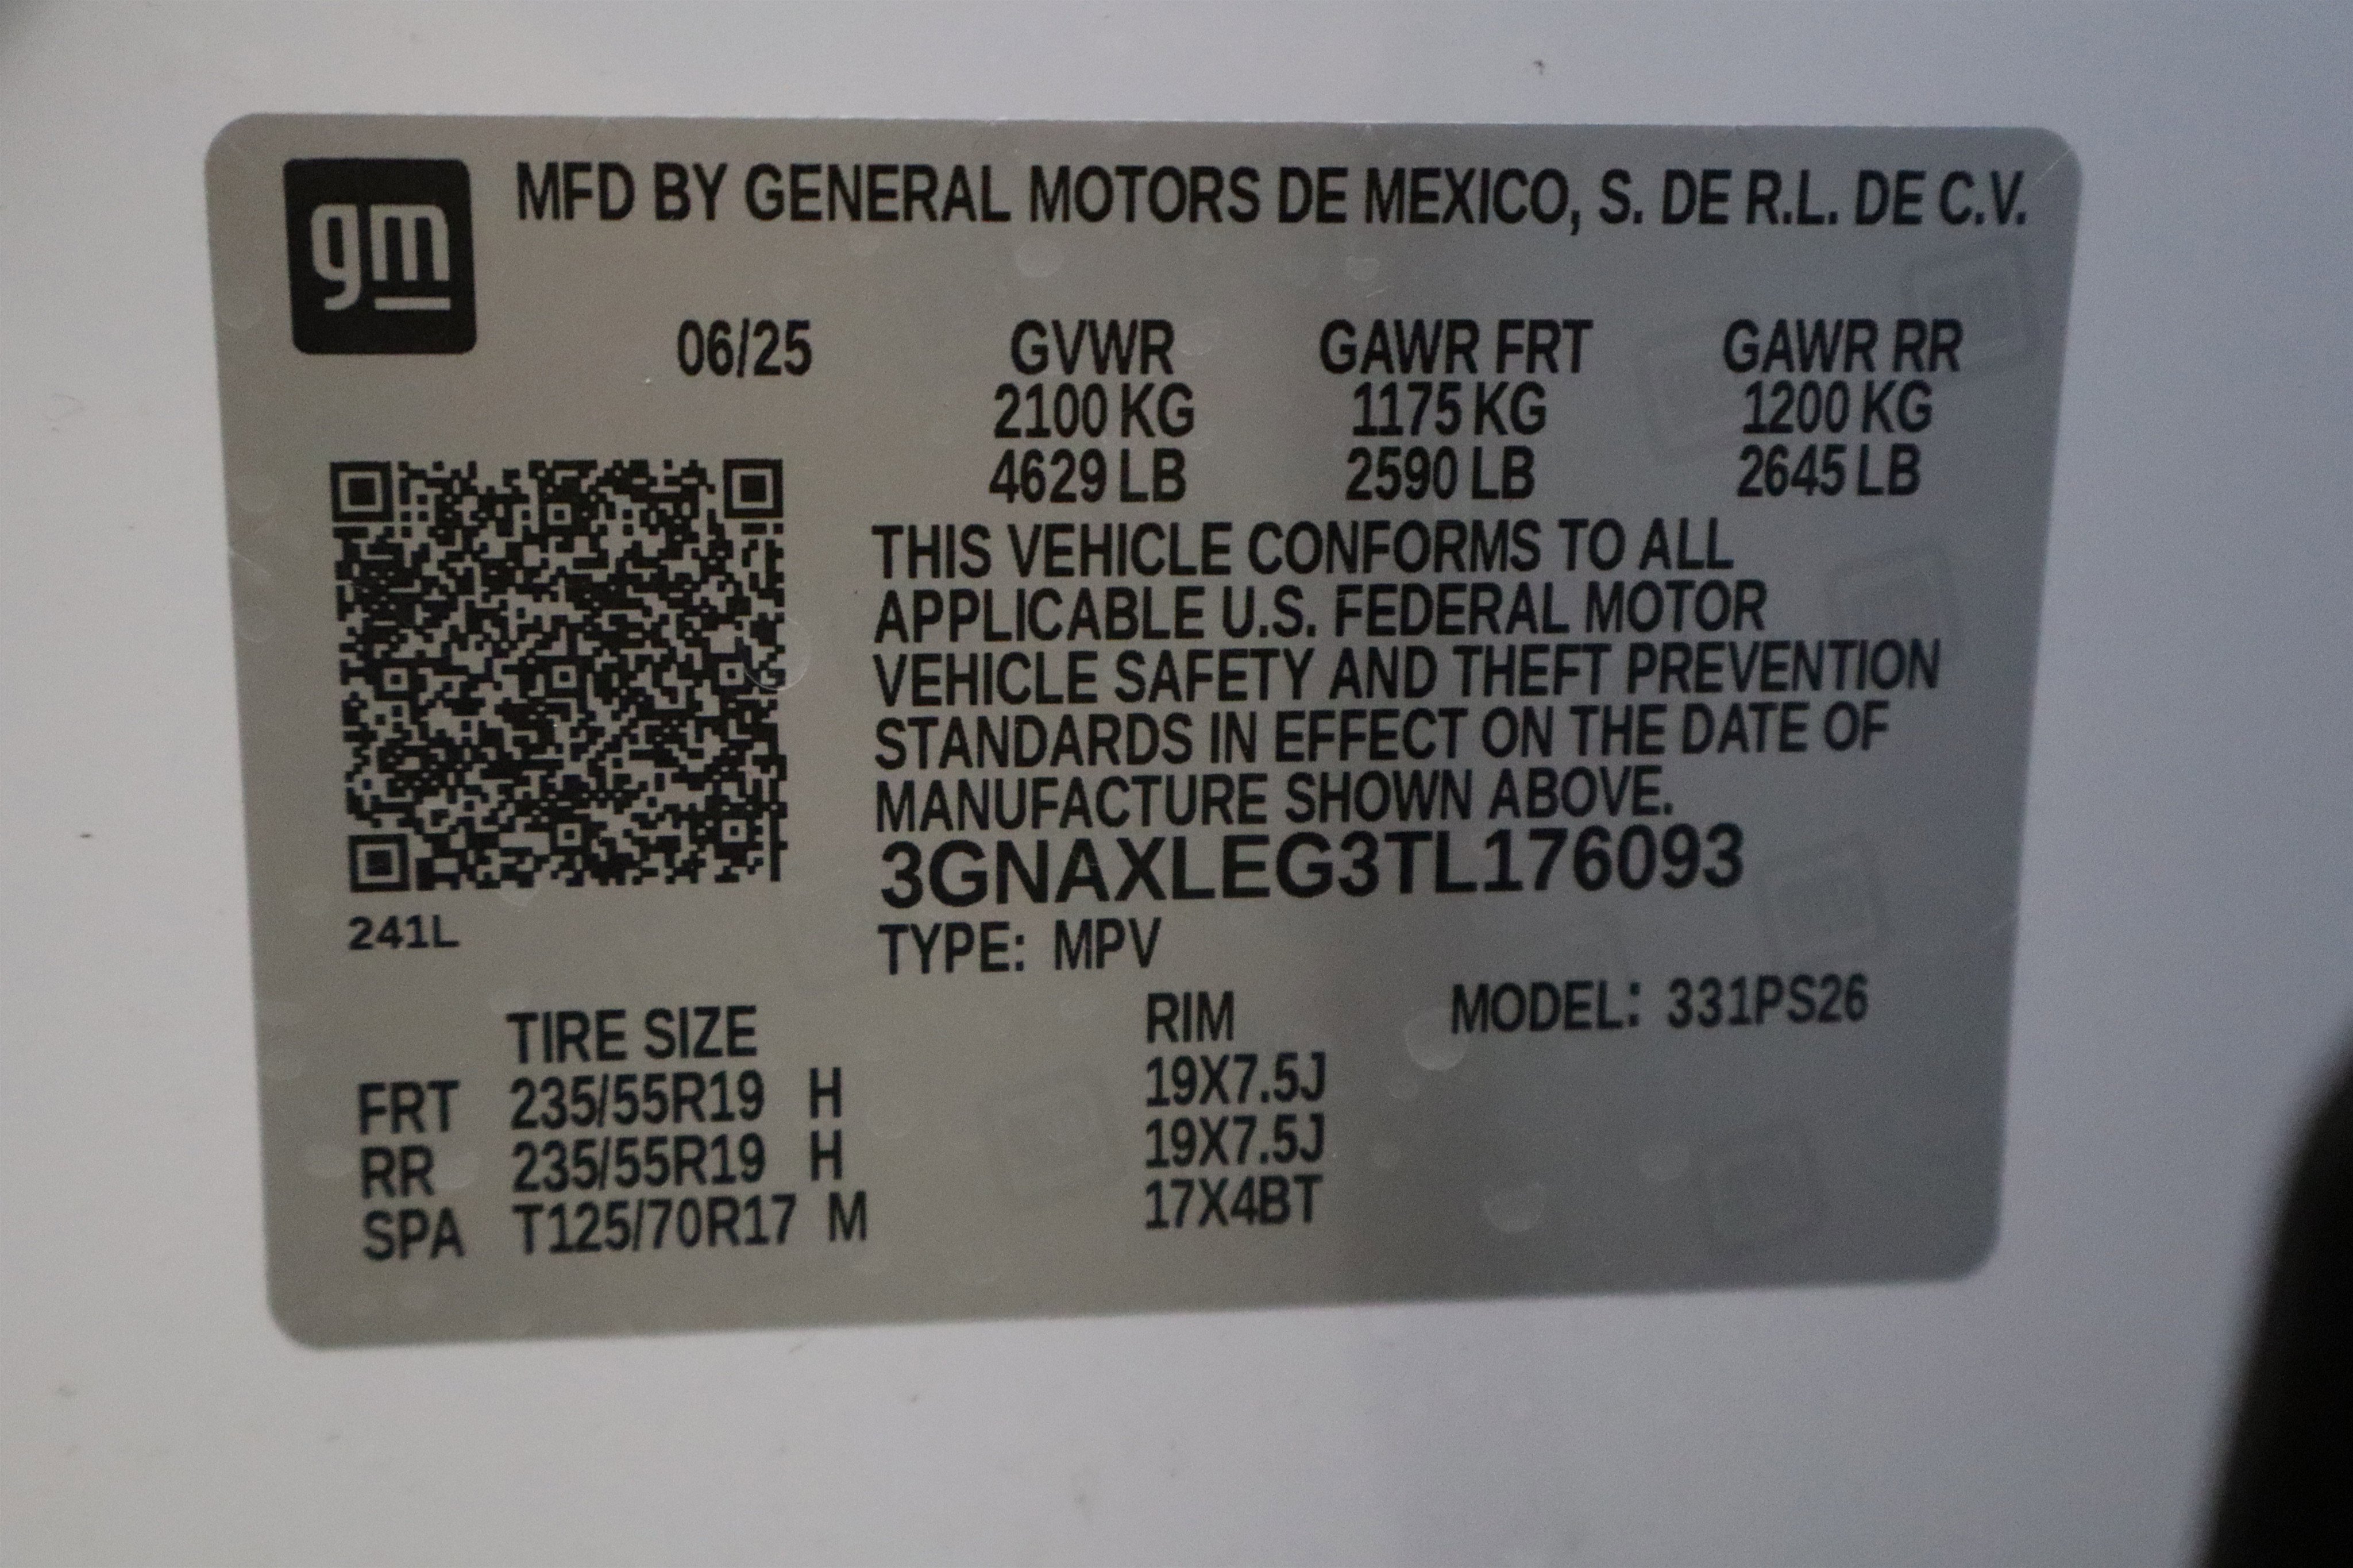 gm
MFD BY GENERAL MOTORS DE MEXICO, S. DE R.L. DE C.V.
06/25 GVWR GAWR FRT GAWR RR
2100 KG 1175 KG 1200 KG
4629 LB 2590 LB 2645 LB
THIS VEHICLE CONFORMS TO ALL
APPLICABLE U.S. FEDERAL MOTOR
VEHICLE SAFETY AND THEFT PREVENTION
STANDARDS IN EFFECT ON THE DATE OF
MANUFACTURE SHOWN ABOVE.
3GNAXLEG3TL176093
241L
TYPE: MPV
TIRE SIZE RIM MODEL: 331PS26
FRT 235/55R19 H 19X7.5J
RR 235/55R19 H 19X7.5J
SPA T125/70R17 M 17X4BT